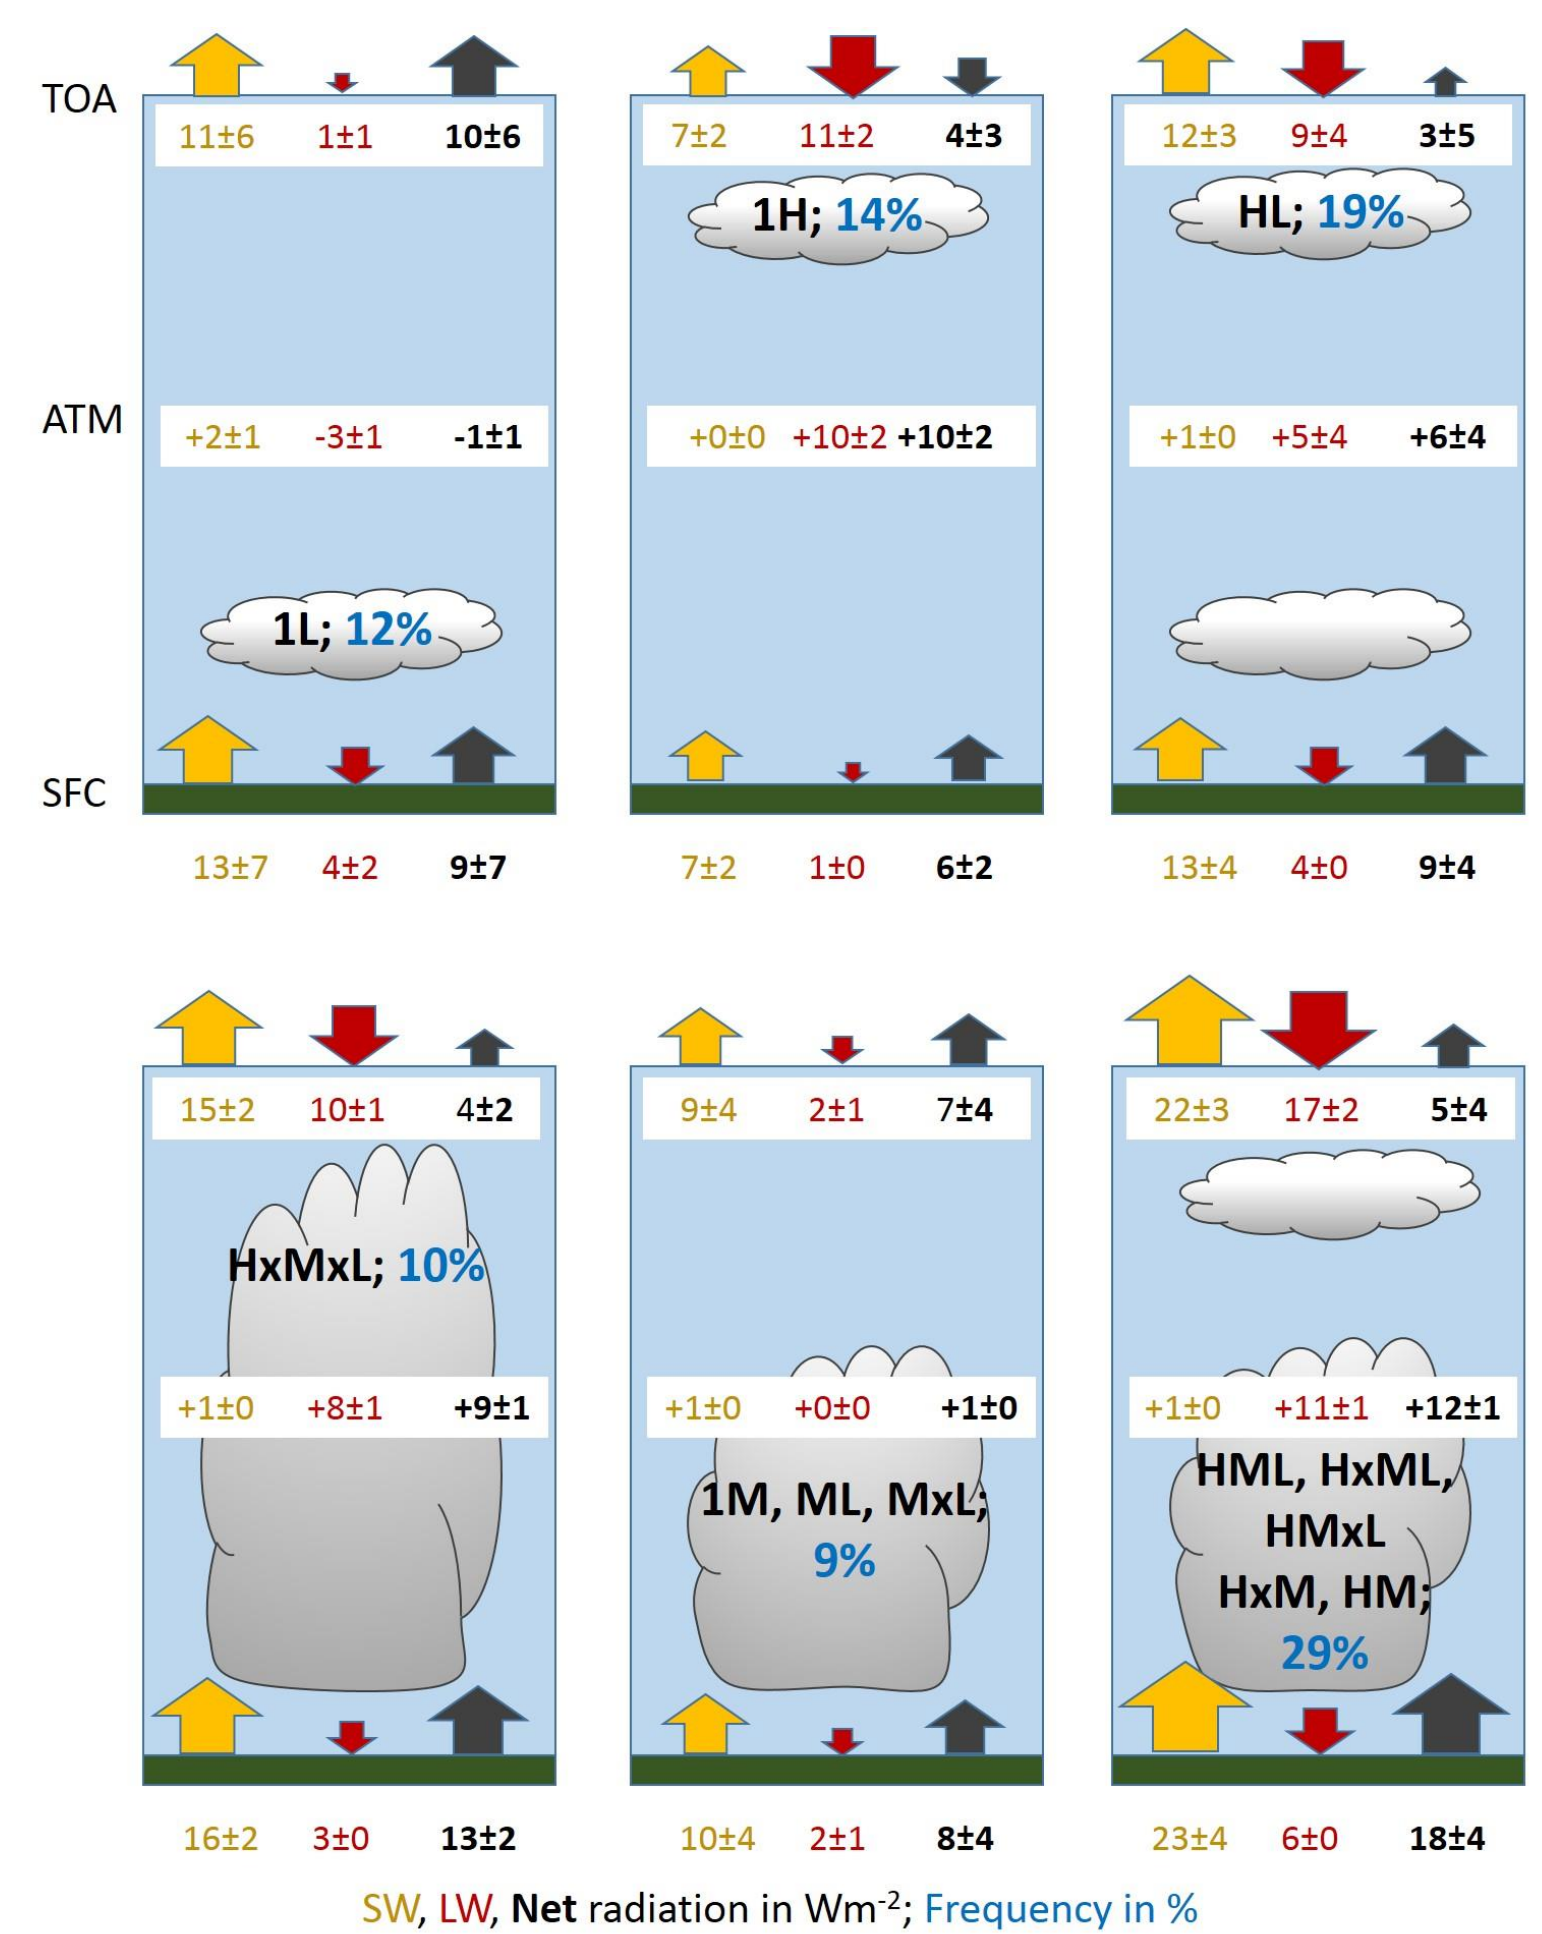 TOA
11±6 1±1 10±6
7±2 11±2 4±3
12±3 9±4 3±5
1H; 14%
HL; 19%
ATM
+2±1 -3±1 -1±1
+0±0 +10±2 +10±2
+1±0 +5±4 +6±4
1L; 12%
SFC
13±7 4±2 9±7
7±2 1±0 6±2
13±4 4±0 9±4
15±2 10±1 4±2
9±4 2±1 7±4
22±3 17±2 5±4
HxMxL; 10%
+1±0 +8±1 +9±1
+1±0 +0±0 +1±0
+1±0 +11±1 +12±1
1M, ML, MxL;
9%
HML, HxML,
HMxL
HxM, HM;
29%
16±2 3±0 13±2
10±4 2±1 8±4
23±4 6±0 18±4
SW, LW, Net radiation in Wm⁻²; Frequency in %